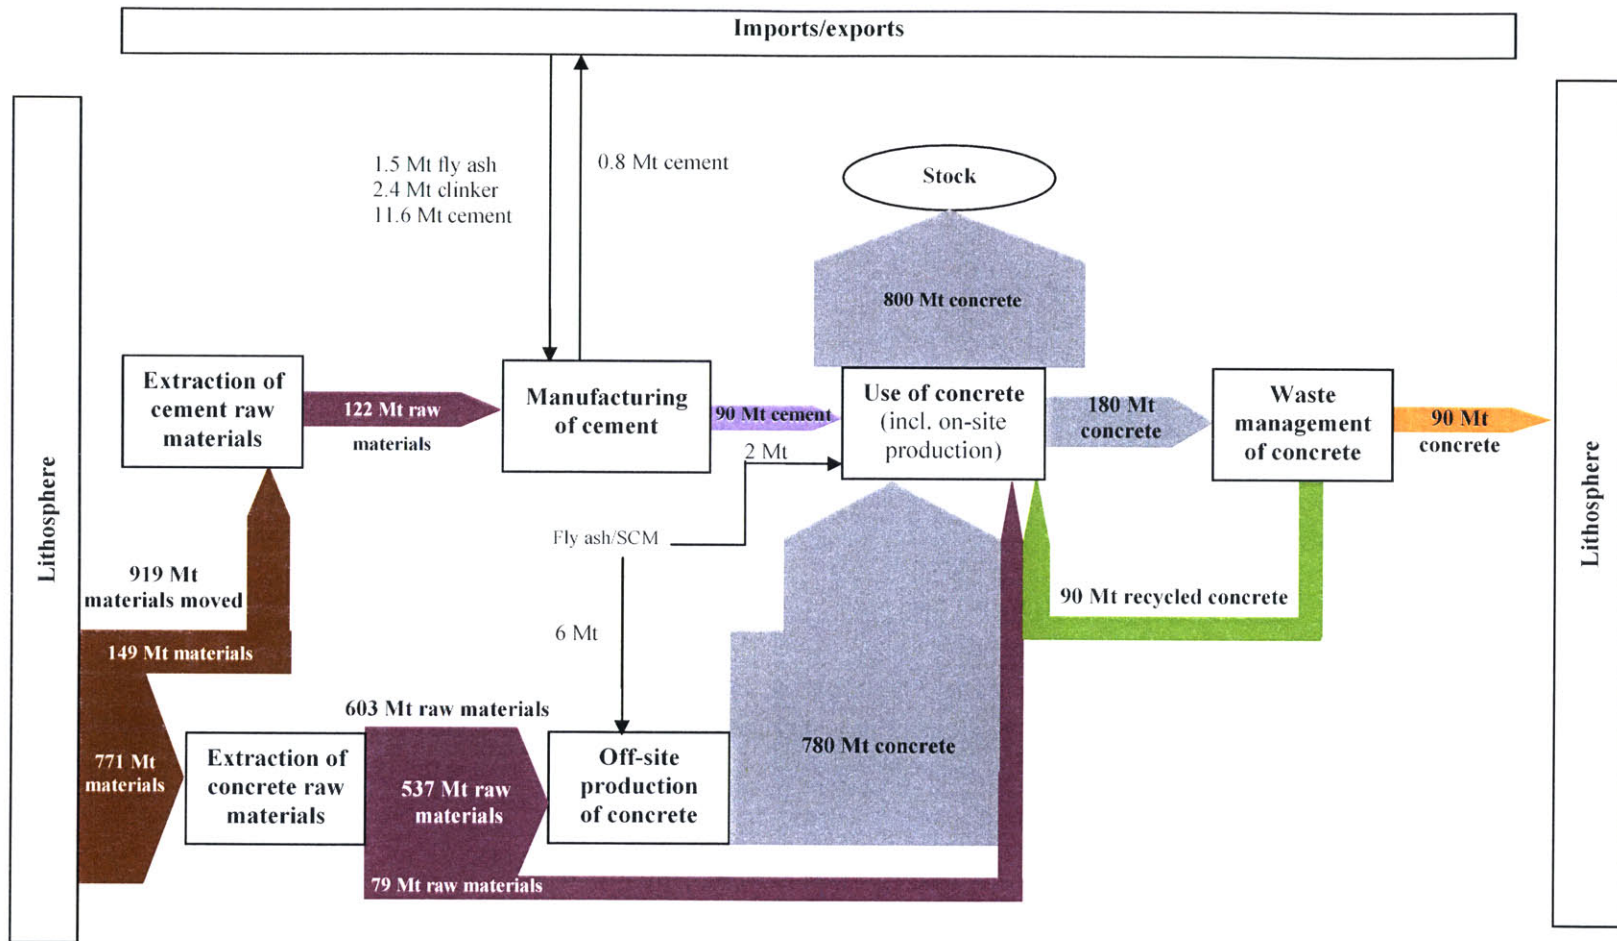 Imports/exports
Lithosphere
1.5 Mt fly ash
2.4 Mt clinker
11.6 Mt cement
0.8 Mt cement
Stock
800 Mt concrete
Extraction of
cement raw
materials
122 Mt raw
materials
Manufacturing
of cement
90 Mt cement
2 Mt
Use of concrete
(incl. on-site
production)
180 Mt
concrete
Waste
management
of concrete
90 Mt
concrete
Lithosphere
Fly ash/SCM
919 Mt
materials moved
149 Mt materials
6 Mt
90 Mt recycled concrete
603 Mt raw materials
771 Mt
materials
Extraction of
concrete raw
materials
537 Mt raw
materials
Off-site
production
of concrete
780 Mt concrete
79 Mt raw materials